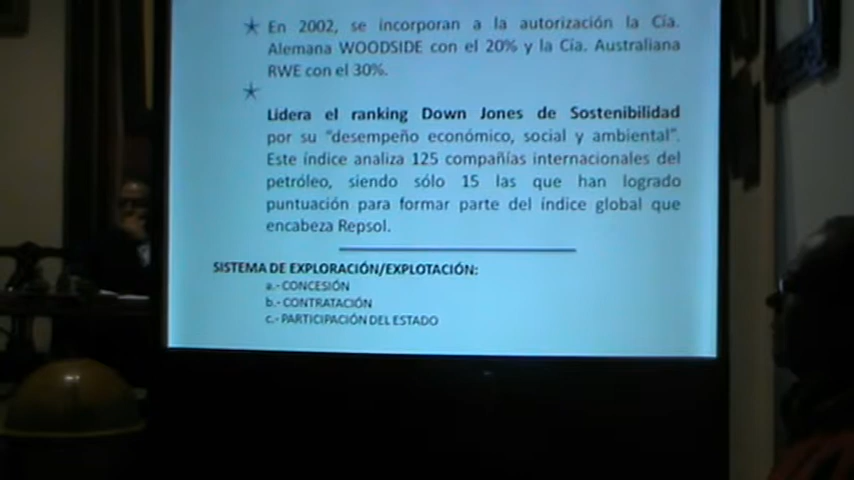 En 2002, se incorporan a la autorización la Cía.
Alemana WOODSIDE con el 20% y la Cía. Australiana
RWE con el 30%.
Lidera el ranking Down Jones de Sostenibilidad
por su “desempeño económico, social y ambiental”.
Este índice analiza 125 compañías internacionales del
petróleo, siendo sólo 15 las que han logrado
puntuación para formar parte del índice global que
encabeza Repsol.
SISTEMA DE EXPLORACIÓN/EXPLOTACIÓN:
a.- CONCESIÓN
b.- CONTRATACIÓN
c.- PARTICIPACIÓN DEL ESTADO